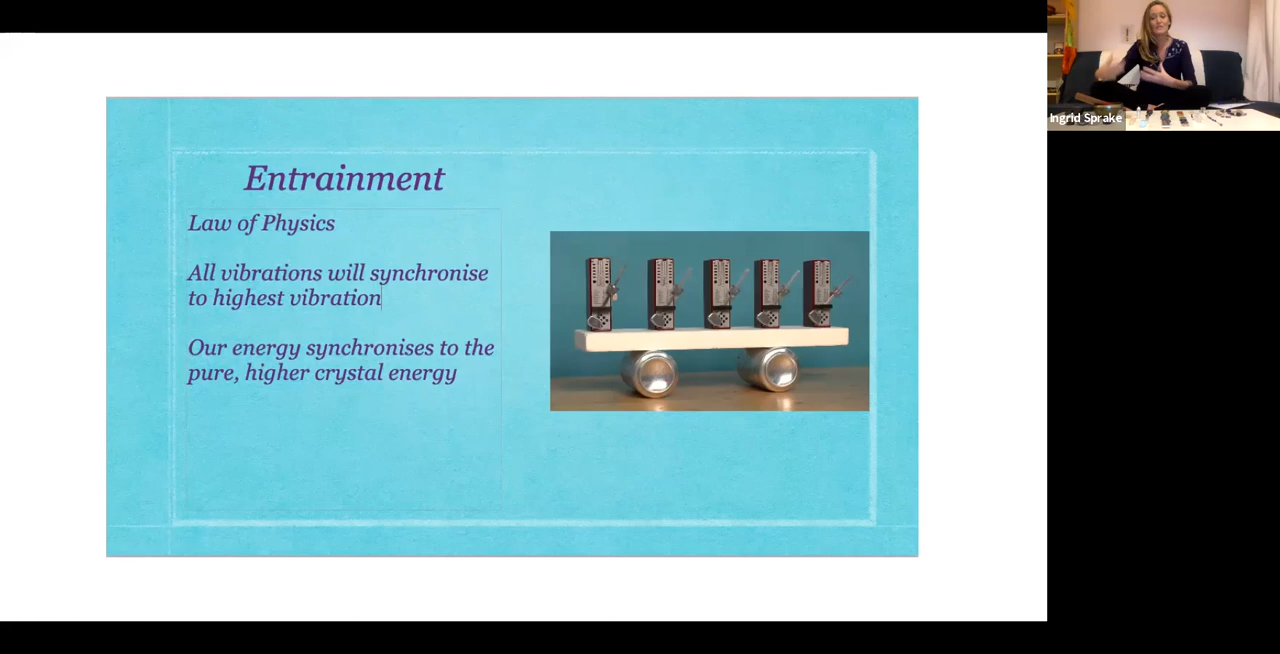 Entrainment
Law of Physics
All vibrations will synchronise
to highest vibration
Our energy synchronises to the
pure, higher crystal energy
Ingrid Sprake